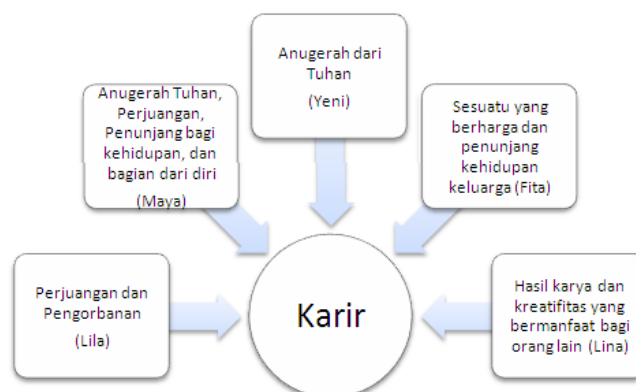 Anugerah dari
Tuhan
(Yeni)
Anugerah Tuhan,
Perjuangan,
Penunjang bagi
kehidupan, dan
bagian dari diri
(Maya)
Sesuatu yang
berharga dan
penunjang
kehidupan
keluarga (Fita)
Perjuangan dan
Pengorbanan
(Lila)
Karir
Hasil karya dan
kreatifitas yang
bermanfaat bagi
orang lain (Lina)